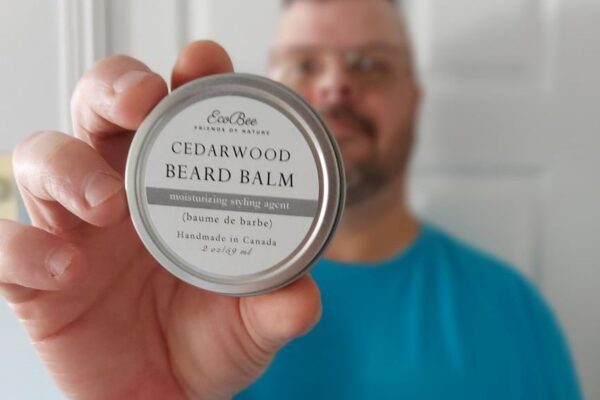 EcoBee
FRIENDS OF NATURE
CEDARWOOD
BEARD BALM
moisturizing styling agent
(baume de barbe)
Handmade in Canada
2 oz/59 ml